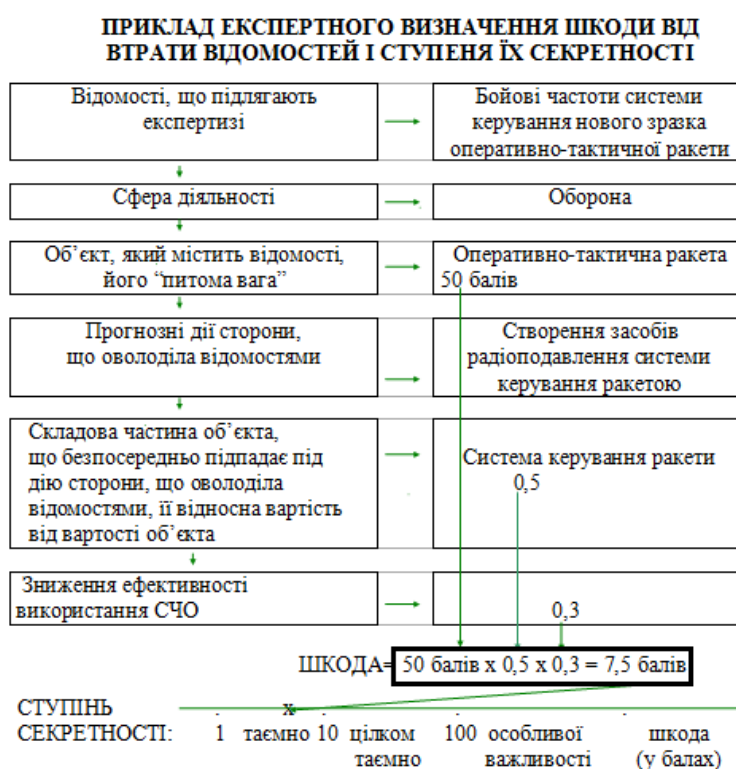 ПРИКЛАД ЕКСПЕРТНОГО ВИЗНАЧЕННЯ ШКОДИ ВІД
ВТРАТИ ВІДОМОСТЕЙ І СТУПЕНЯ ЇХ СЕКРЕТНОСТІ
Відомості, що підлягають
експертизі
Бойові частоти системи
керування нового зразка
оперативно-тактичної ракети
Сфера діяльності
Оборона
Об’єкт, який містить відомості,
його “питома вага”
Оперативно-тактична ракета
50 балів
Прогнозні дії сторони,
що оволоділа відомостями
Створення засобів
радіоподавлення системи
керування ракетою
Складова частина об’єкта,
що безпосередньо підпадає під
дію сторони, що оволоділа
відомостями, її відносна вартість
від вартості об’єкта
Система керування ракети
0,5
Зниження ефективності
використання СЧО
0,3
ШКОДА= 50 балів х 0,5 х 0,3 = 7,5 балів
СТУПІНЬ х
СЕКРЕТНОСТІ: 1 таємно 10 цілком 100 особливої шкода
таємно важливості (у балах)